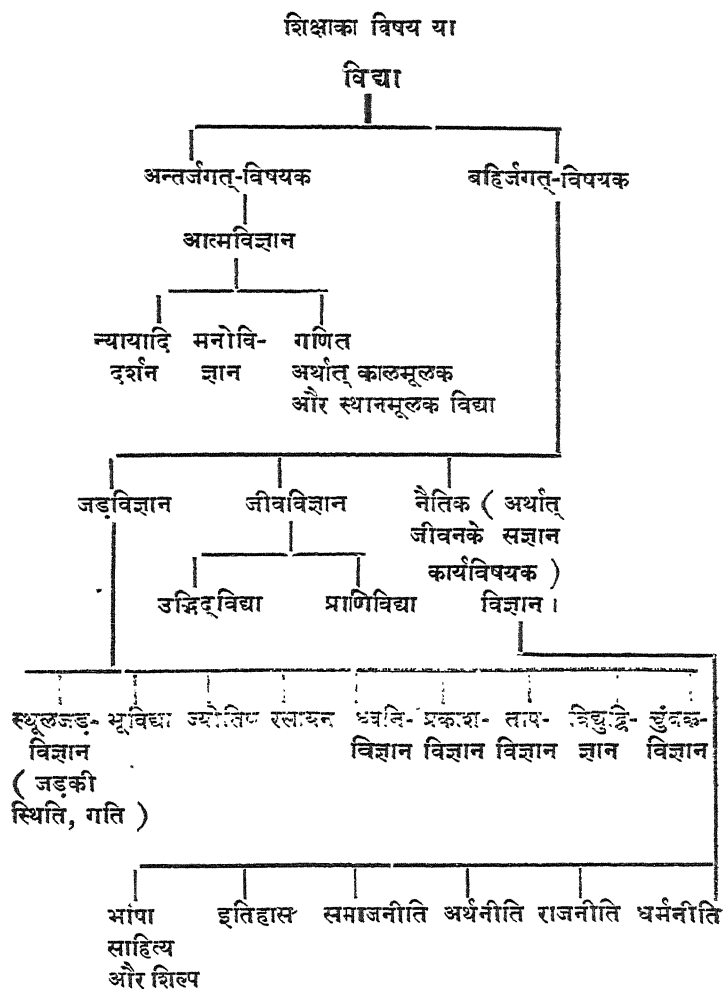 शिक्षाका विषय या
विद्या
अन्तर्जगत्-विषयक बहिर्जगत्-विषयक
आत्मविज्ञान
न्यायादि मनोवि- गणित
दर्शन ज्ञान अर्थात् कालमूलक
और स्थानमूलक विद्या
जड़विज्ञान जीवविज्ञान नैतिक ( अर्थात्
जीवनके सज्ञान
कार्यविषयक )
उद्भिद्विद्या प्राणिविद्या विज्ञान ।
स्थूलजड़- भूविद्या ज्योतिष रसायन ध्वनि- प्रकाश- ताप- विद्युद्वि- चुंबक-
विज्ञान विज्ञान विज्ञान विज्ञान ज्ञान विज्ञान
( जड़की
स्थिति, गति )
भाषा इतिहास समाजनीति अर्थनीति राजनीति धर्मनीति
साहित्य
और शिल्प